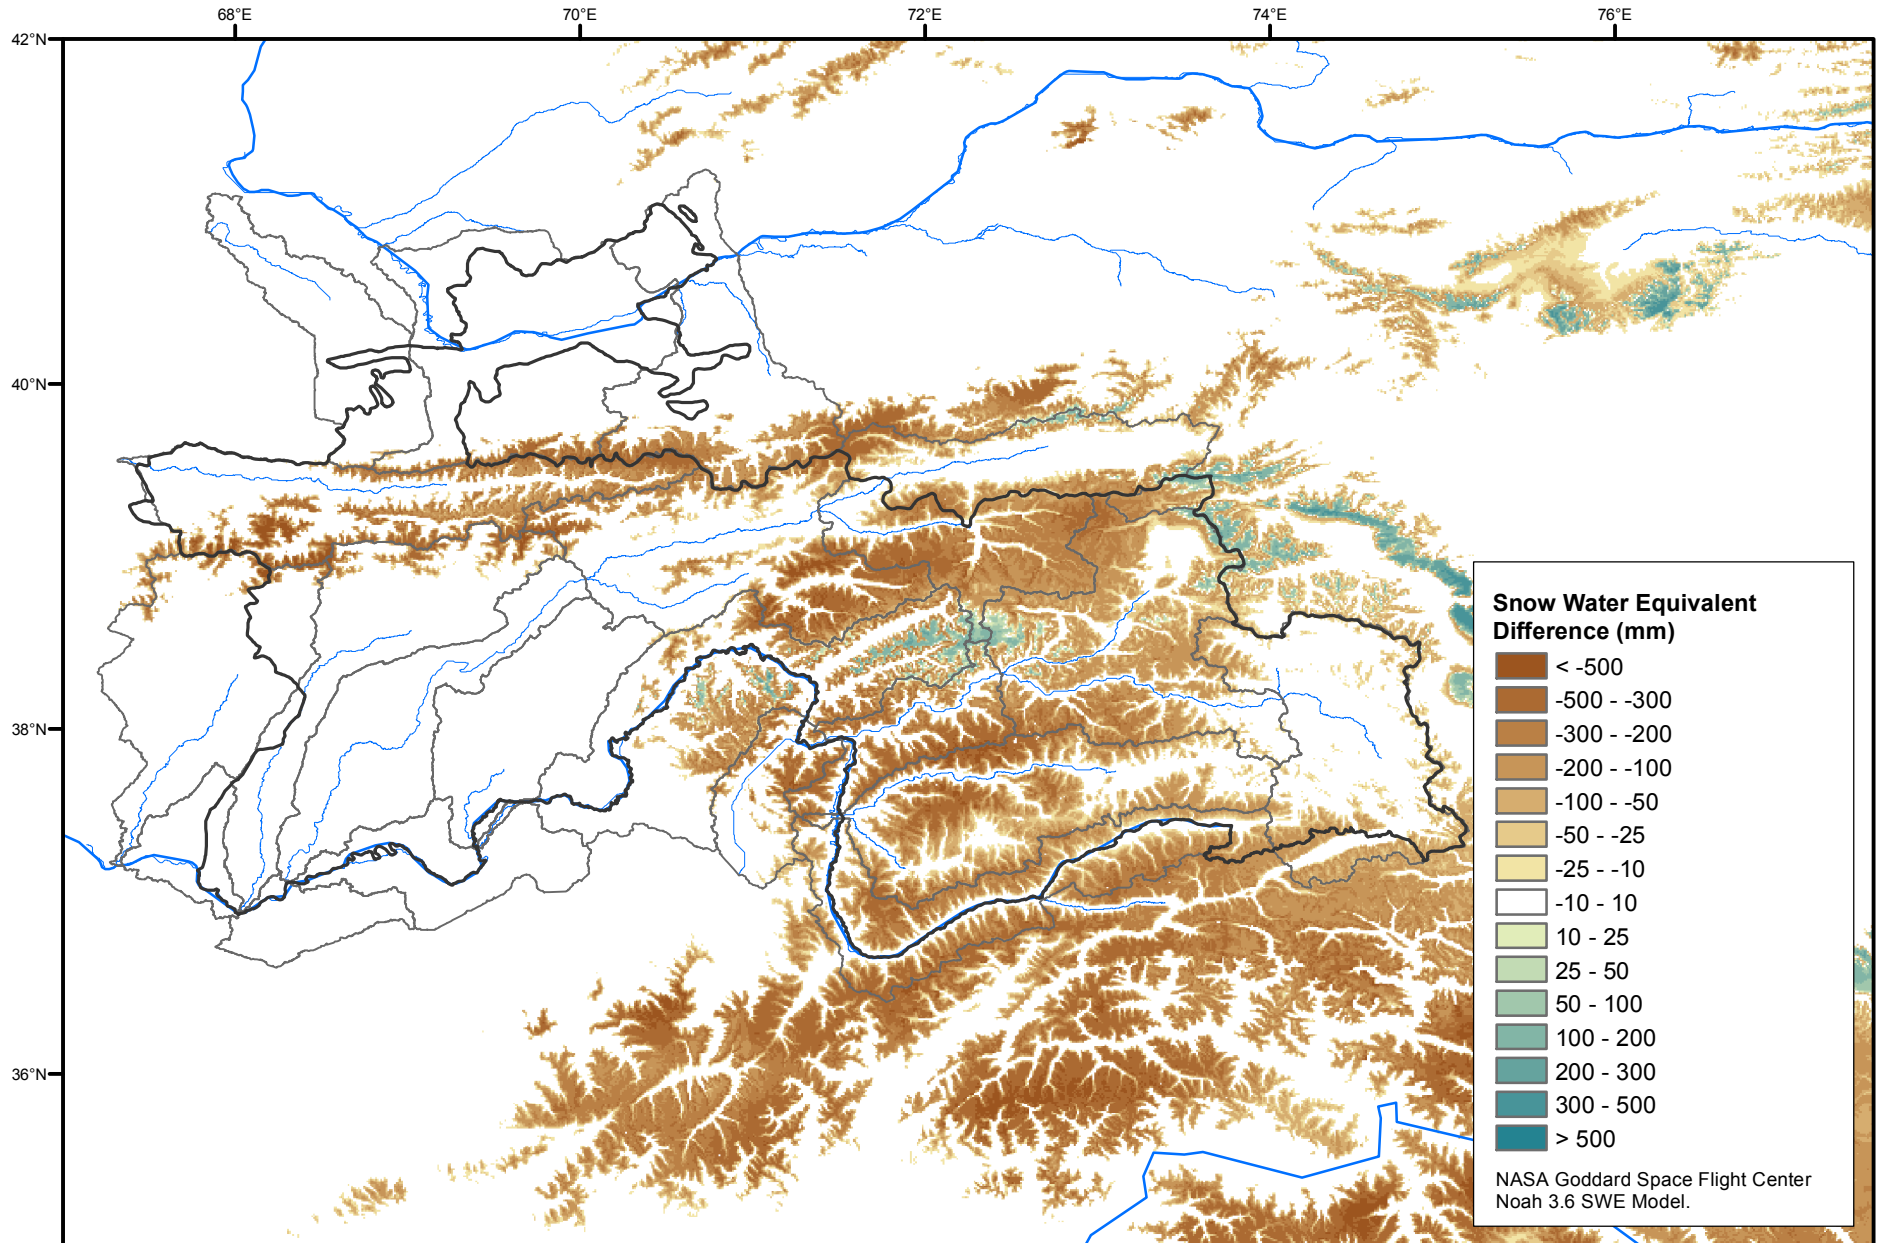 68°E
70°E
72°E
74°E
76°E
42°N
40°N
38°N
36°N
Snow Water Equivalent
Difference (mm)
< -500
-500 - -300
-300 - -200
-200 - -100
-100 - -50
-50 - -25
-25 - -10
-10 - 10
10 - 25
25 - 50
50 - 100
100 - 200
200 - 300
300 - 500
> 500
NASA Goddard Space Flight Center
Noah 3.6 SWE Model.